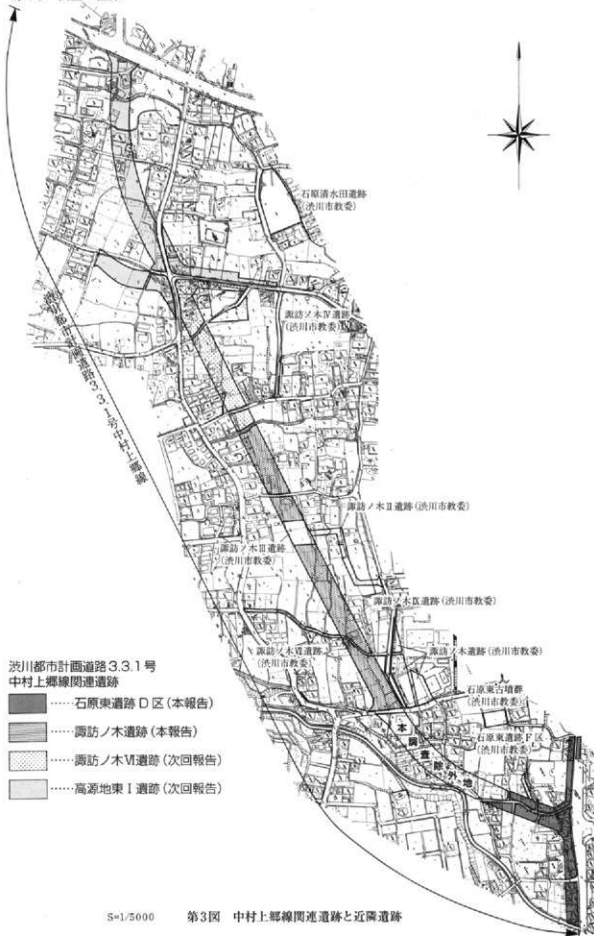 石原清水田遺跡
(渋川市教委)
諏訪ノ木Ⅳ遺跡
(渋川市教委)
渋川都市計画道路3.3.1号中村上郷線
諏訪ノ木Ⅱ遺跡(渋川市教委)
諏訪ノ木Ⅲ遺跡
(渋川市教委)
諏訪ノ木Ⅸ遺跡(渋川市教委)
諏訪ノ木Ⅶ遺跡
(渋川市教委)
諏訪ノ木遺跡(渋川市教委)
石原東古墳群
(渋川市教委)
石原東遺跡F区
(渋川市教委)
本調査除外地
渋川都市計画道路3.3.1号
中村上郷線関連遺跡
……石原東遺跡D区(本報告)
……諏訪ノ木遺跡(本報告)
……諏訪ノ木Ⅵ遺跡(次回報告)
……高源地東Ⅰ遺跡(次回報告)
S=1/5000 第3図 中村上郷線関連遺跡と近隣遺跡